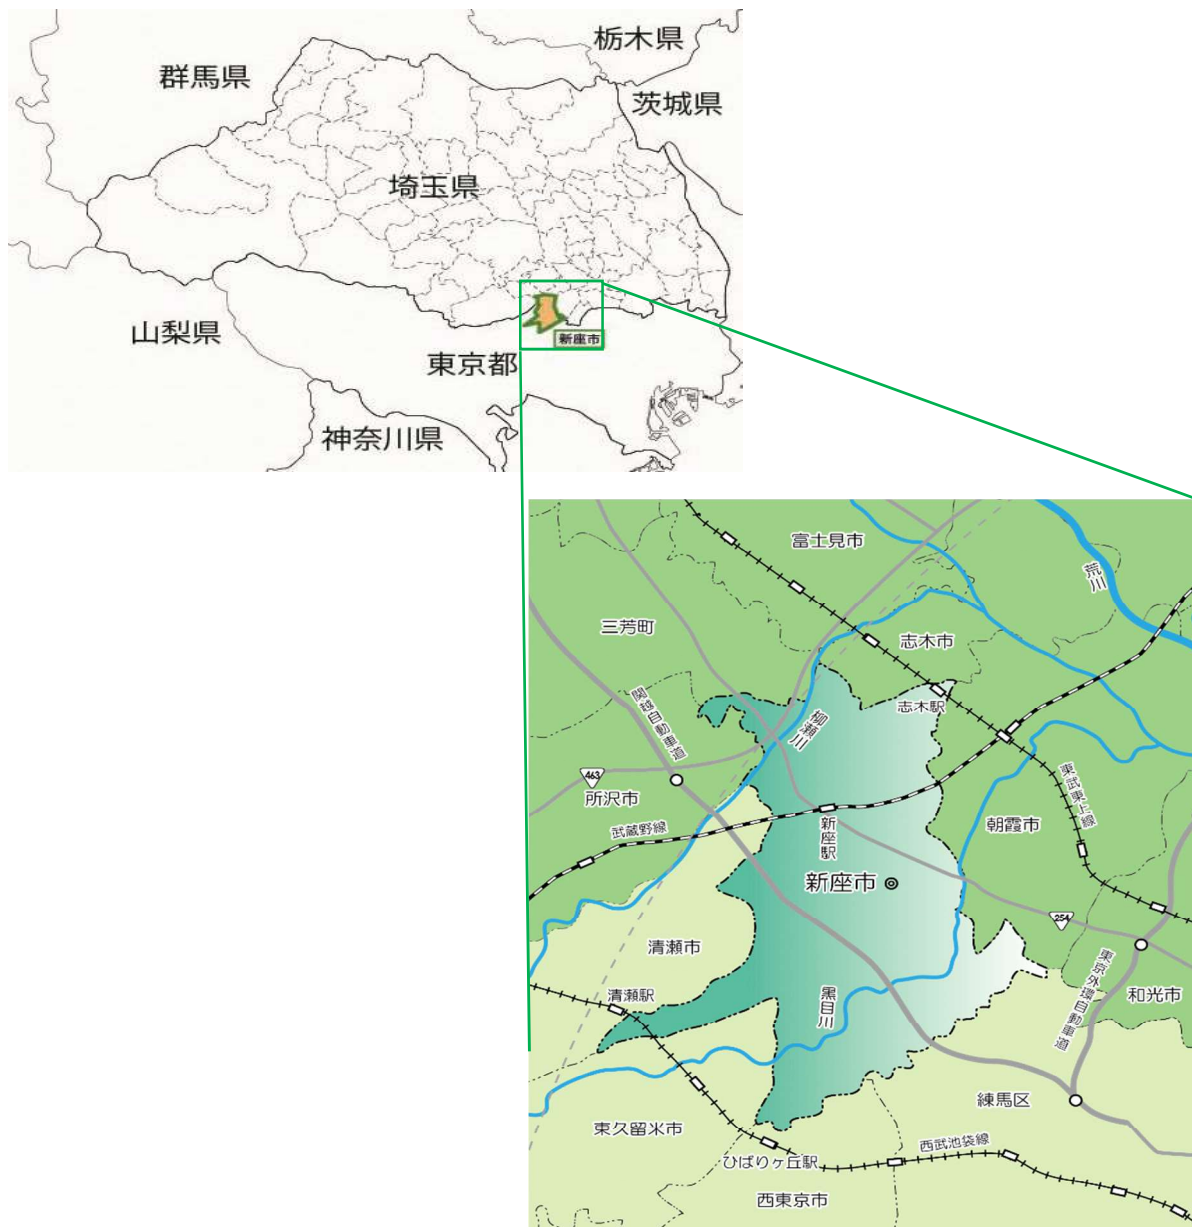 栃木県
群馬県
茨城県
埼玉県
山梨県
新座市
東京都
神奈川県
富士見市
荒川
三芳町
志木市
関越自動車道
志木駅
柳瀬川
463
所沢市
東武東上線
武蔵野線
新座駅
朝霞市
新座市
254
清瀬市
清瀬駅
黒目川
東京外環自動車道
和光市
練馬区
東久留米市
西武池袋線
ひばりヶ丘駅
西東京市